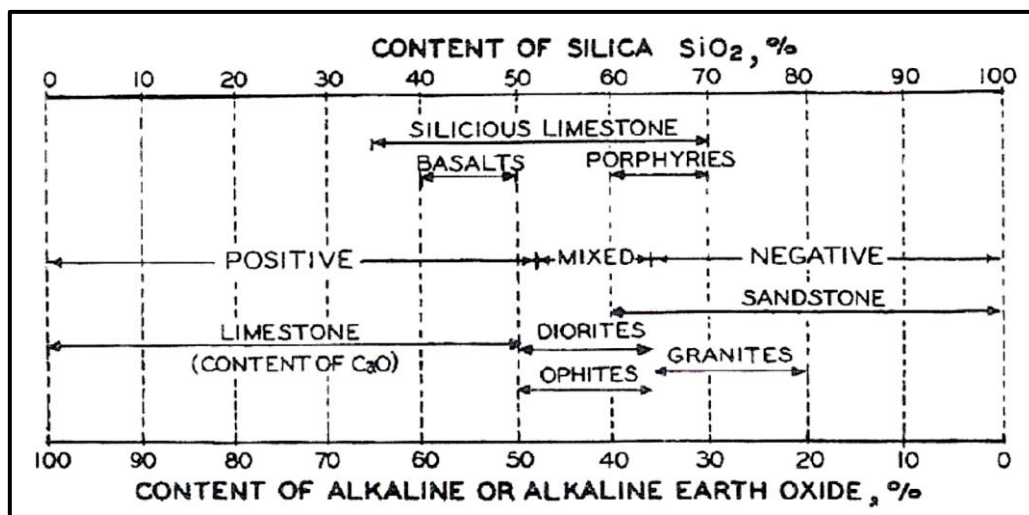 CONTENT OF SILICA SiO2, %
0 10 20 30 40 50 60 70 80 90 100
SILICIOUS LIMESTONE
BASALTS PORPHYRIES
POSITIVE MIXED NEGATIVE
SANDSTONE
LIMESTONE DIORITES
(CONTENT OF CaO) GRANITES
OPHITES
100 90 80 70 60 50 40 30 20 10 0
CONTENT OF ALKALINE OR ALKALINE EARTH OXIDE, %